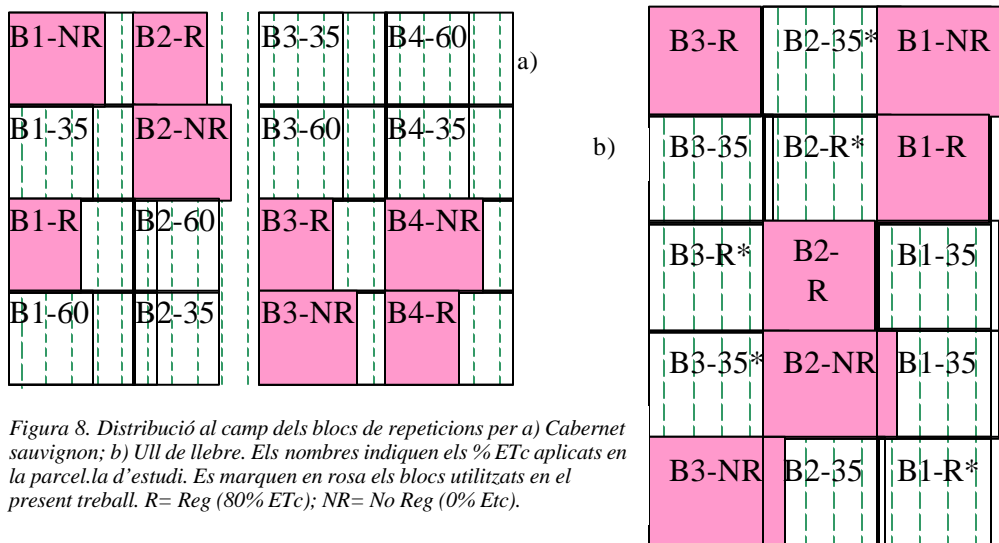 B1-NR B2-R B3-35 B4-60
a)
B1-35 B2-NR B3-60 B4-35
B1-R B2-60 B3-R B4-NR
B1-60 B2-35 B3-NR B4-R
b)
B3-R B2-35* B1-NR
B3-35 B2-R* B1-R
B3-R* B2- B1-35
R
B3-35* B2-NR B1-35
B3-NR B2-35 B1-R*
Figura 8. Distribució al camp dels blocs de repeticions per a) Cabernet
sauvignon; b) Ull de llebre. Els nombres indiquen els % ETc aplicats en
la parcel.la d'estudi. Es marquen en rosa els blocs utilitzats en el
present treball. R= Reg (80% ETc); NR= No Reg (0% Etc).